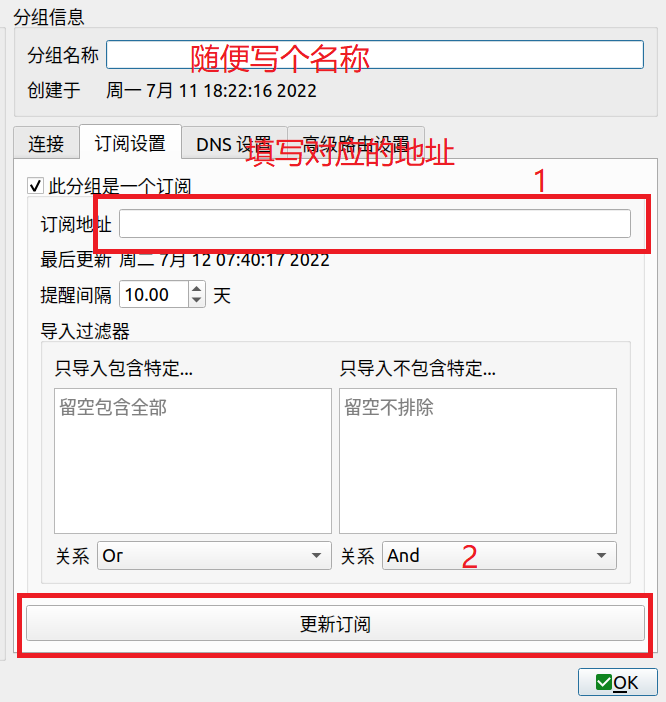 分组信息
分组名称 随便写个名称
创建于 周一 7月 11 18:22:16 2022
连接 订阅设置 DNS 设置 高级路由设置
填写对应的地址
此分组是一个订阅 1
订阅地址
最后更新 周二 7月 12 07:40:17 2022
提醒间隔 10.00 天
导入过滤器
只导入包含特定... 只导入不包含特定...
留空包含全部 留空不排除
关系 Or 关系 And 2
更新订阅
OK